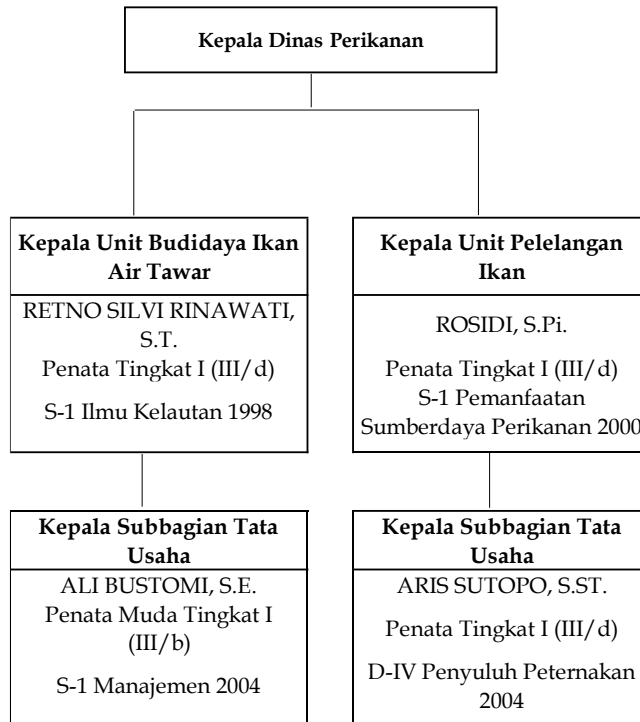 Kepala Dinas Perikanan
Kepala Unit Budidaya Ikan
Air Tawar
RETNO SILVI RINAWATI,
S.T.
Penata Tingkat I (III/d)
S-1 Ilmu Kelautan 1998
Kepala Unit Pelelangan
Ikan
ROSIDI, S.Pi.
Penata Tingkat I (III/d)
S-1 Pemanfaatan
Sumberdaya Perikanan 2000
Kepala Subbagian Tata
Usaha
ALI BUSTOMI, S.E.
Penata Muda Tingkat I
(III/b)
S-1 Manajemen 2004
Kepala Subbagian Tata
Usaha
ARIS SUTOPO, S.ST.
Penata Tingkat I (III/d)
D-IV Penyuluh Peternakan
2004